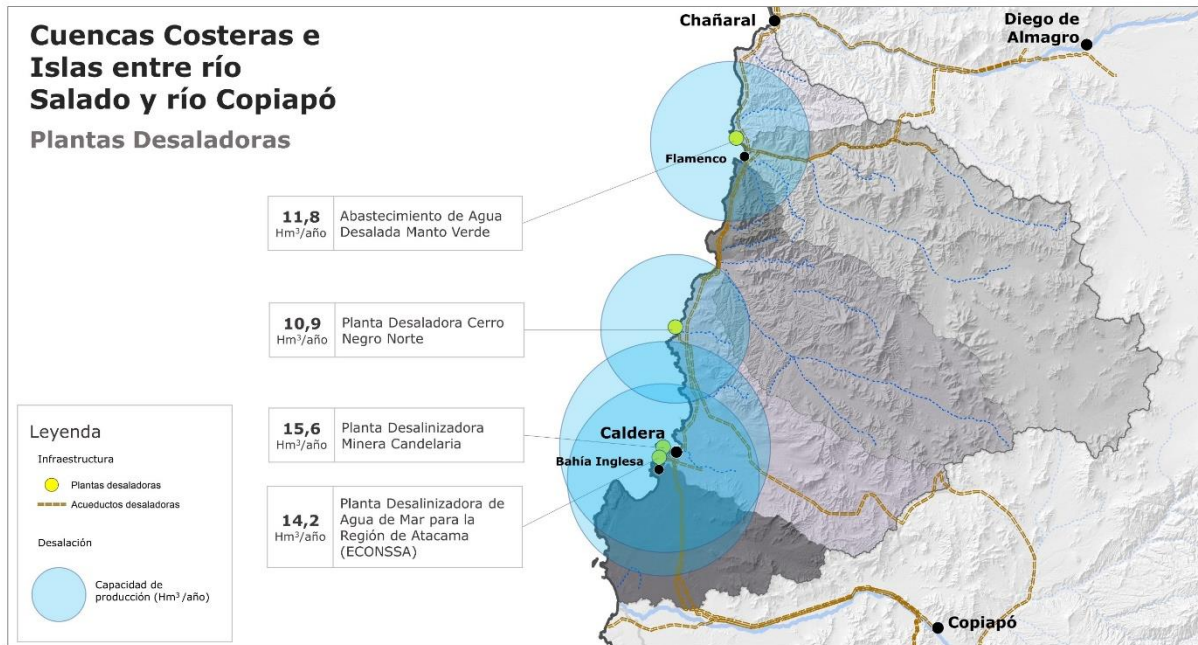 Cuencas Costeras e
Islas entre río
Salado y río Copiapó
Plantas Desaladoras
Chañaral
Diego de
Almagro
Flamenco
11,8
Hm³/año
Abastecimiento de Agua
Desalada Manto Verde
10,9
Hm³/año
Planta Desaladora Cerro
Negro Norte
15,6
Hm³/año
Planta Desalinizadora
Minera Candelaria
Caldera
Bahía Inglesa
14,2
Hm³/año
Planta Desalinizadora de
Agua de Mar para la
Región de Atacama
(ECONSSA)
Leyenda
Infraestructura
Plantas desaladoras
Acueductos desaladoras
Desalación
Capacidad de
producción (Hm³/año)
Copiapó